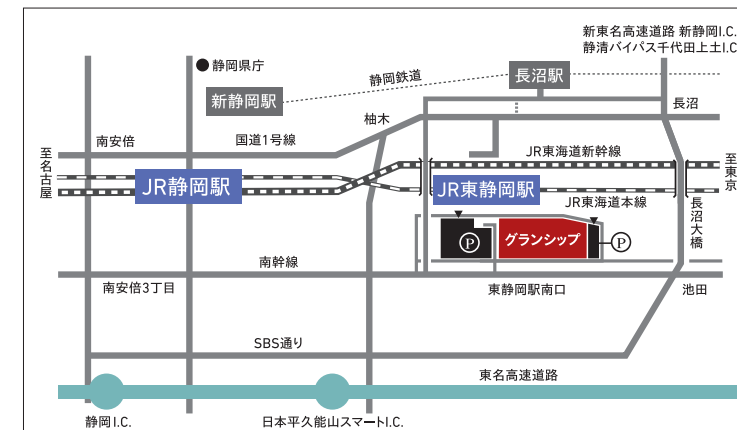 新東名高速道路 新静岡I.C.
静清バイパス千代田上土I.C
静岡県庁
静岡鉄道
長沼駅
新静岡駅
柚木
長沼
南安倍
国道1号線
JR東海道新幹線
至名古屋
至東京
JR静岡駅
JR東静岡駅
JR東海道本線
長沼大橋
P
グランシップ
P
南幹線
南安倍3丁目
東静岡駅南口
池田
SBS通り
東名高速道路
静岡I.C.
日本平久能山スマートI.C.